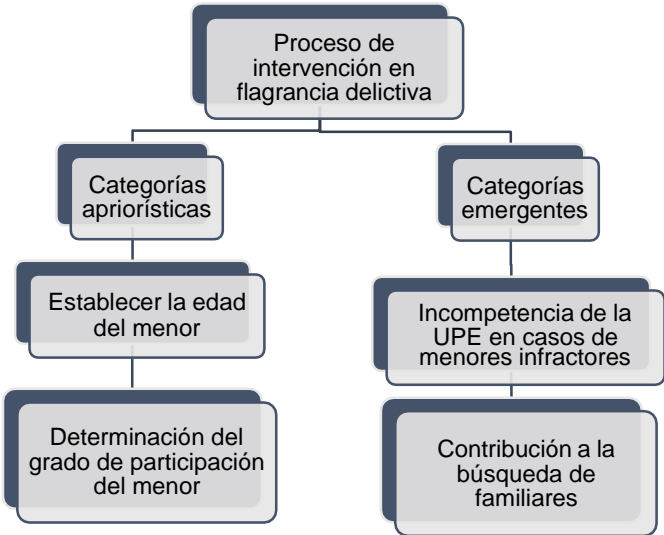 Proceso de
intervención en
flagrancia delictiva
Categorías
apriorísticas
Establecer la edad
del menor
Determinación del
grado de participación
del menor
Categorías
emergentes
Incompetencia de la
UPE en casos de
menores infractores
Contribución a la
búsqueda de
familiares